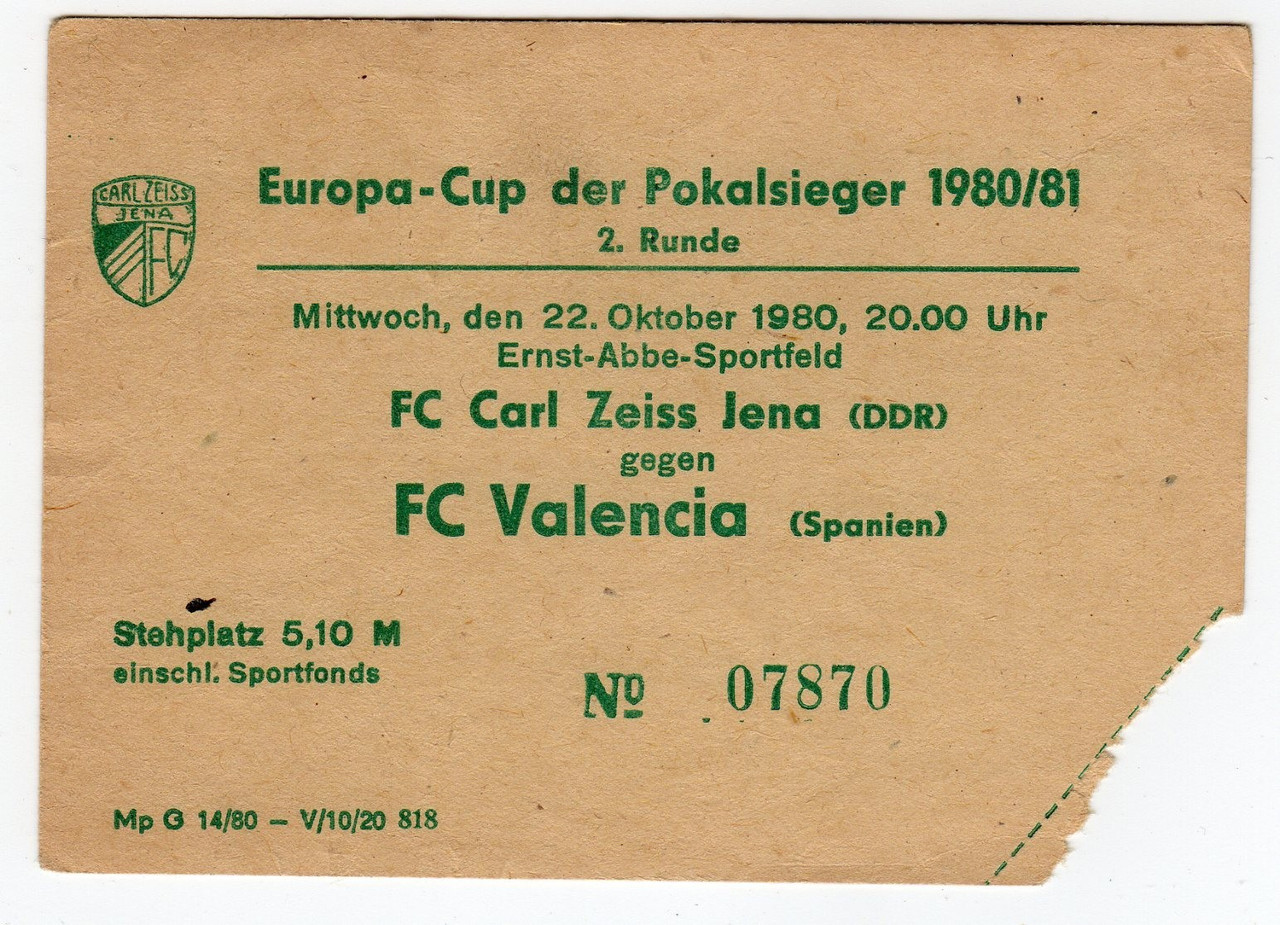 CARL ZEISS
JENA
FC
Europa-Cup der Pokalsieger 1980/81
2. Runde
Mittwoch, den 22. Oktober 1980, 20.00 Uhr
Ernst-Abbe-Sportfeld
FC Carl Zeiss Jena (DDR)
gegen
FC Valencia (Spanien)
Stehplatz 5,10 M
einschl. Sportfonds
Nº 07870
Mp G 14/80 – V/10/20 818